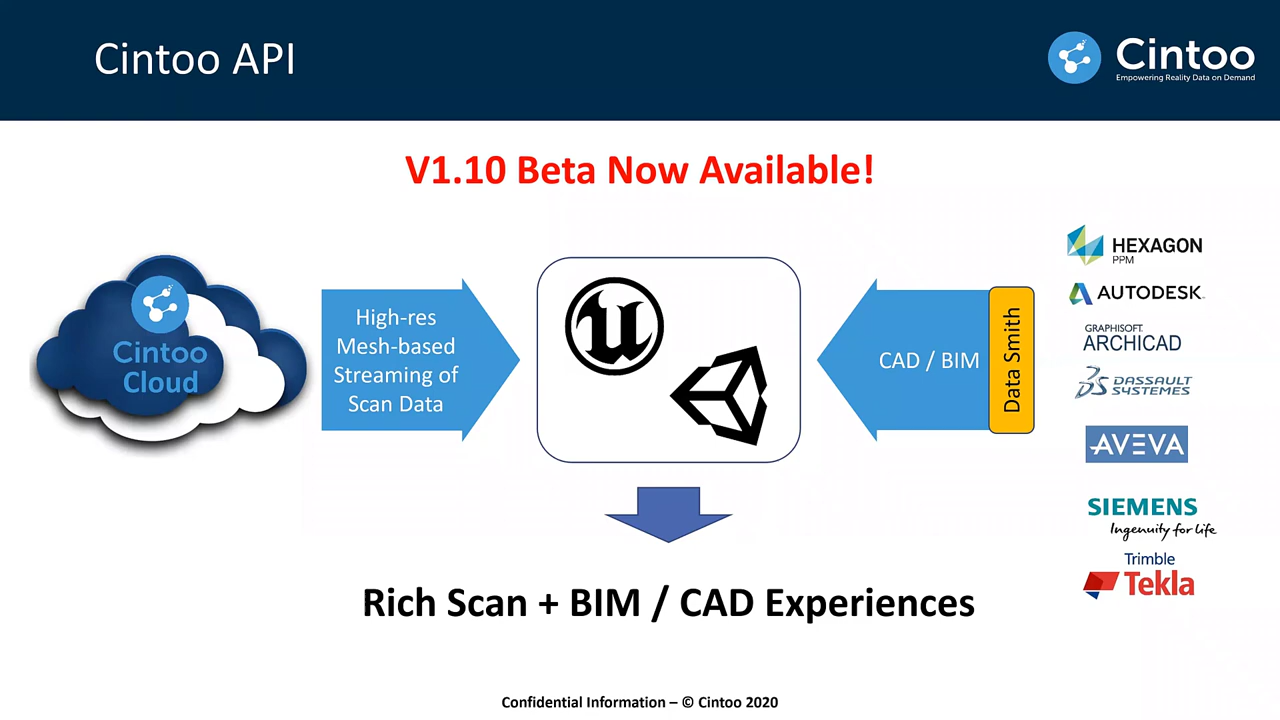 Cintoo API
Cintoo
Empowering Reality Data on Demand
V1.10 Beta Now Available!
Cintoo
Cloud
High-res
Mesh-based
Streaming of
Scan Data
CAD / BIM
Data Smith
HEXAGON
PPM
AUTODESK.
GRAPHISOFT.
ARCHICAD
DASSAULT
SYSTEMES
AVEVA
SIEMENS
Ingenuity for life
Trimble
Tekla
Rich Scan + BIM / CAD Experiences
Confidential Information – © Cintoo 2020